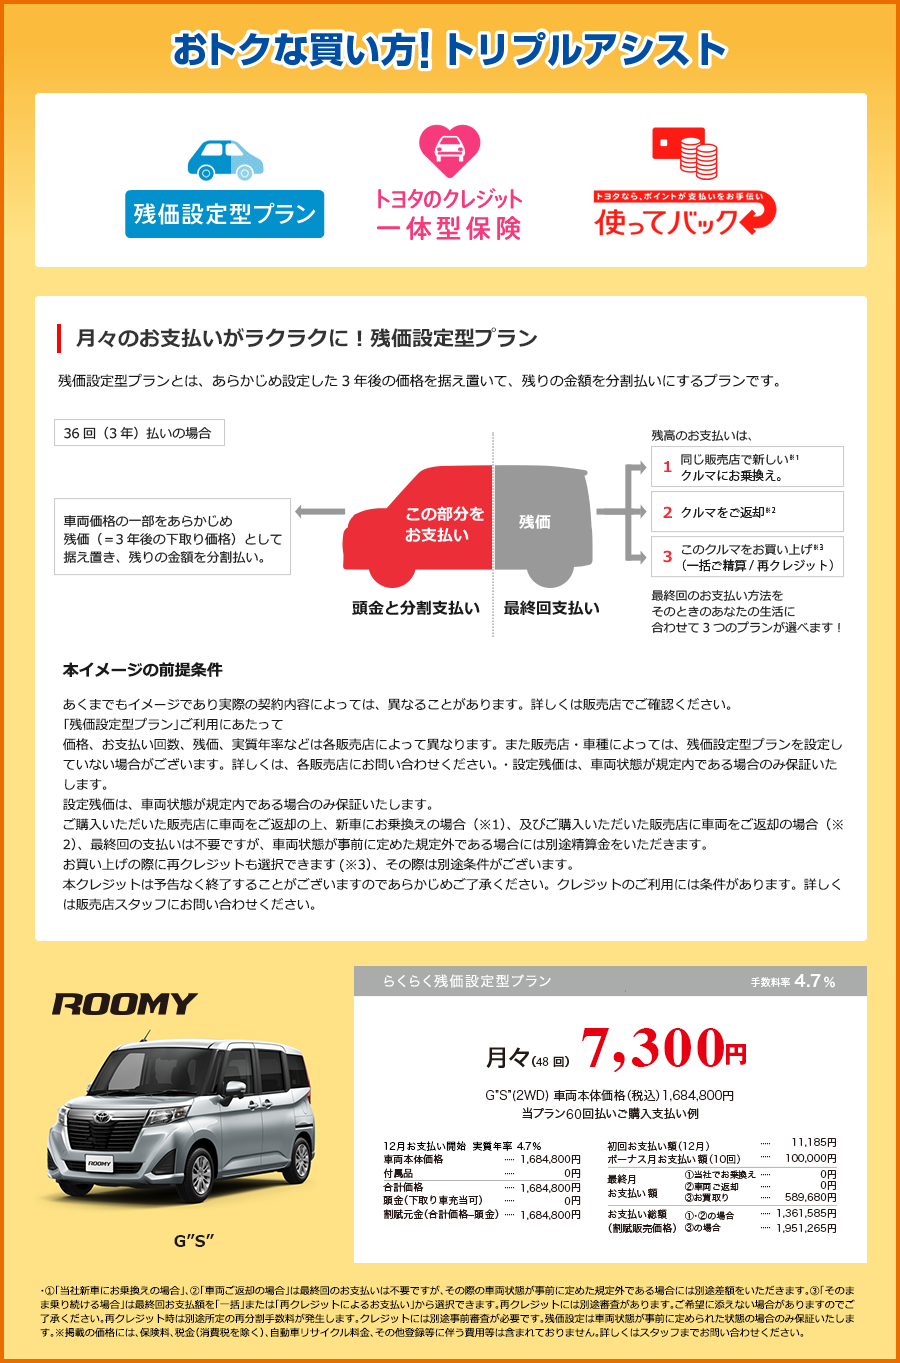 おトクな買い方!トリプルアシスト
残価設定型プラン
トヨタのクレジット
一体型保険
トヨタなら、ポイントが支払いをお手伝い
使ってバック
月々のお支払いがラクラクに！残価設定型プラン
残価設定型プランとは、あらかじめ設定した3年後の価格を据え置いて、残りの金額を分割払いにするプランです。
36回（3年）払いの場合
車両価格の一部をあらかじめ
残価（＝3年後の下取り価格）として
据え置き、残りの金額を分割払い。
この部分を
お支払い
残価
頭金と分割支払い
最終回支払い
残高のお支払いは、
1 同じ販売店で新しい※1
クルマにお乗換え。
2 クルマをご返却※2
3 このクルマをお買い上げ※3
（一括ご精算/再クレジット）
最終回のお支払い方法を
そのときのあなたの生活に
合わせて3つのプランが選べます！
本イメージの前提条件
あくまでもイメージであり実際の契約内容によっては、異なることがあります。詳しくは販売店でご確認ください。
「残価設定型プラン」ご利用にあたって
価格、お支払い回数、残価、実質年率などは各販売店によって異なります。また販売店・車種によっては、残価設定型プランを設定し
ていない場合がございます。詳しくは、各販売店にお問い合わせください。・設定残価は、車両状態が規定内である場合のみ保証いた
します。
設定残価は、車両状態が規定内である場合のみ保証いたします。
ご購入いただいた販売店に車両をご返却の上、新車にお乗換えの場合（※1）、及びご購入いただいた販売店に車両をご返却の場合（※
2）、最終回の支払いは不要ですが、車両状態が事前に定めた規定外である場合には別途精算金をいただきます。
お買い上げの際に再クレジットも選択できます(※3）、その際は別途条件がございます。
本クレジットは予告なく終了することがございますのであらかじめご了承ください。クレジットのご利用には条件があります。詳しく
は販売店スタッフにお問い合わせください。
ROOMY
ROOMY
G"S"
らくらく残価設定型プラン 手数料率 4.7%
月々(48回) 7,300円
G"S"(2WD) 車両本体価格(税込)1,684,800円
当プラン60回払いご購入支払い例
12月お支払い開始 実質年率 4.7%
車両本体価格 ····· 1,684,800円
付属品 ····· 0円
合計価格 ····· 1,684,800円
頭金(下取り車充当可) ····· 0円
割賦元金(合計価格−頭金) ····· 1,684,800円
初回お支払い額(12月) ····· 11,185円
ボーナス月お支払い額(10回) ····· 100,000円
最終月
お支払い額
①当社でお乗換え ····· 0円
②車両ご返却 ····· 0円
③お買取り ····· 589,680円
お支払い総額 ①・②の場合 ····· 1,361,585円
(割賦販売価格) ③の場合 ····· 1,951,265円
・①「当社新車にお乗換えの場合」、②「車両ご返却の場合」は最終回のお支払いは不要ですが、その際の車両状態が事前に定めた規定外である場合には別途差額をいただきます。③「そのま
ま乗り続ける場合」は最終回お支払額を「一括」または「再クレジットによるお支払い」から選択できます。再クレジットには別途審査があります。ご希望に添えない場合がありますのでご
了承ください。再クレジット時は別途所定の再分割手数料が発生します。クレジットには別途事前審査が必要です。残価設定は車両状態が事前に定められた状態の場合のみ保証いたしま
す。※掲載の価格には、保険料、税金(消費税を除く)、自動車リサイクル料金、その他登録等に伴う費用等は含まれておりません。詳しくはスタッフまでお問い合わせください。